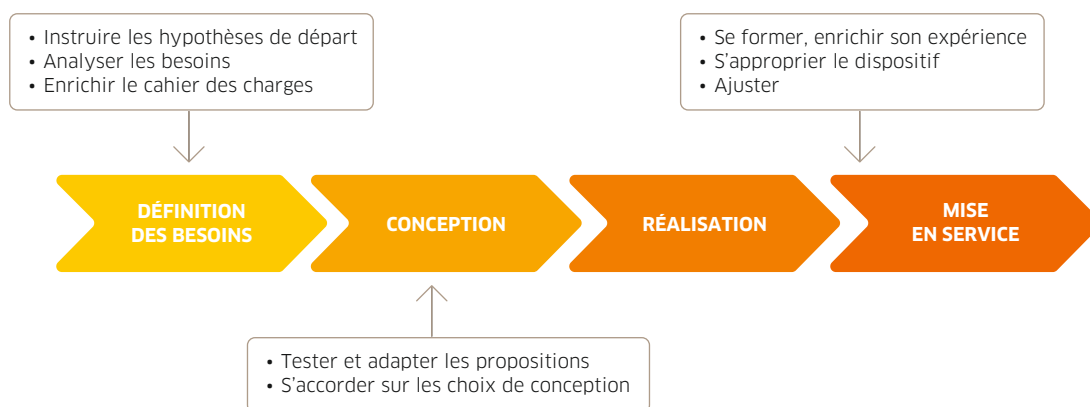 • Instruire les hypothèses de départ
• Analyser les besoins
• Enrichir le cahier des charges
• Se former, enrichir son expérience
• S'approprier le dispositif
• Ajuster
DÉFINITION
DES BESOINS
CONCEPTION
RÉALISATION
MISE
EN SERVICE
• Tester et adapter les propositions
• S'accorder sur les choix de conception